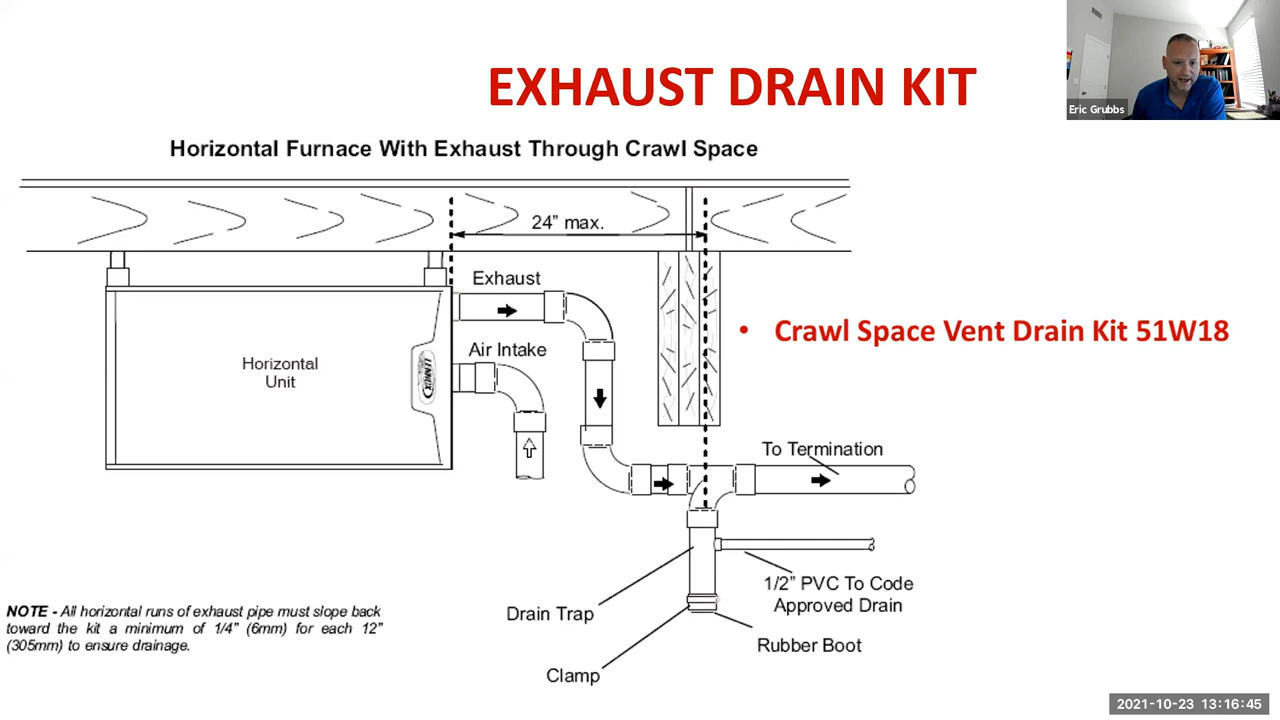 EXHAUST DRAIN KIT
Eric Grubbs
Horizontal Furnace With Exhaust Through Crawl Space
24” max.
Exhaust
Air Intake
Horizontal
Unit
LENNOX
• Crawl Space Vent Drain Kit 51W18
To Termination
1/2” PVC To Code
Approved Drain
Drain Trap
Rubber Boot
Clamp
NOTE - All horizontal runs of exhaust pipe must slope back
toward the kit a minimum of 1/4” (6mm) for each 12”
(305mm) to ensure drainage.
2021-10-23 13:16:45